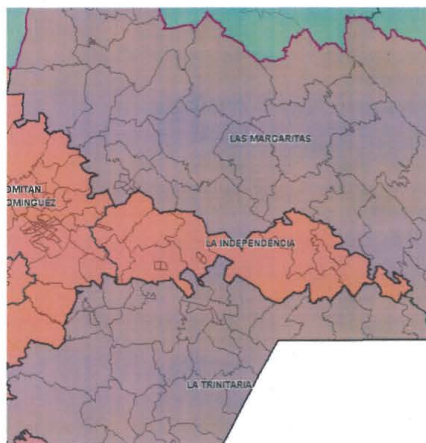 LAS MARGARITAS
OMITAN
OMINGUEZ
LA INDEPENDENCIA
LA TRINITARIA